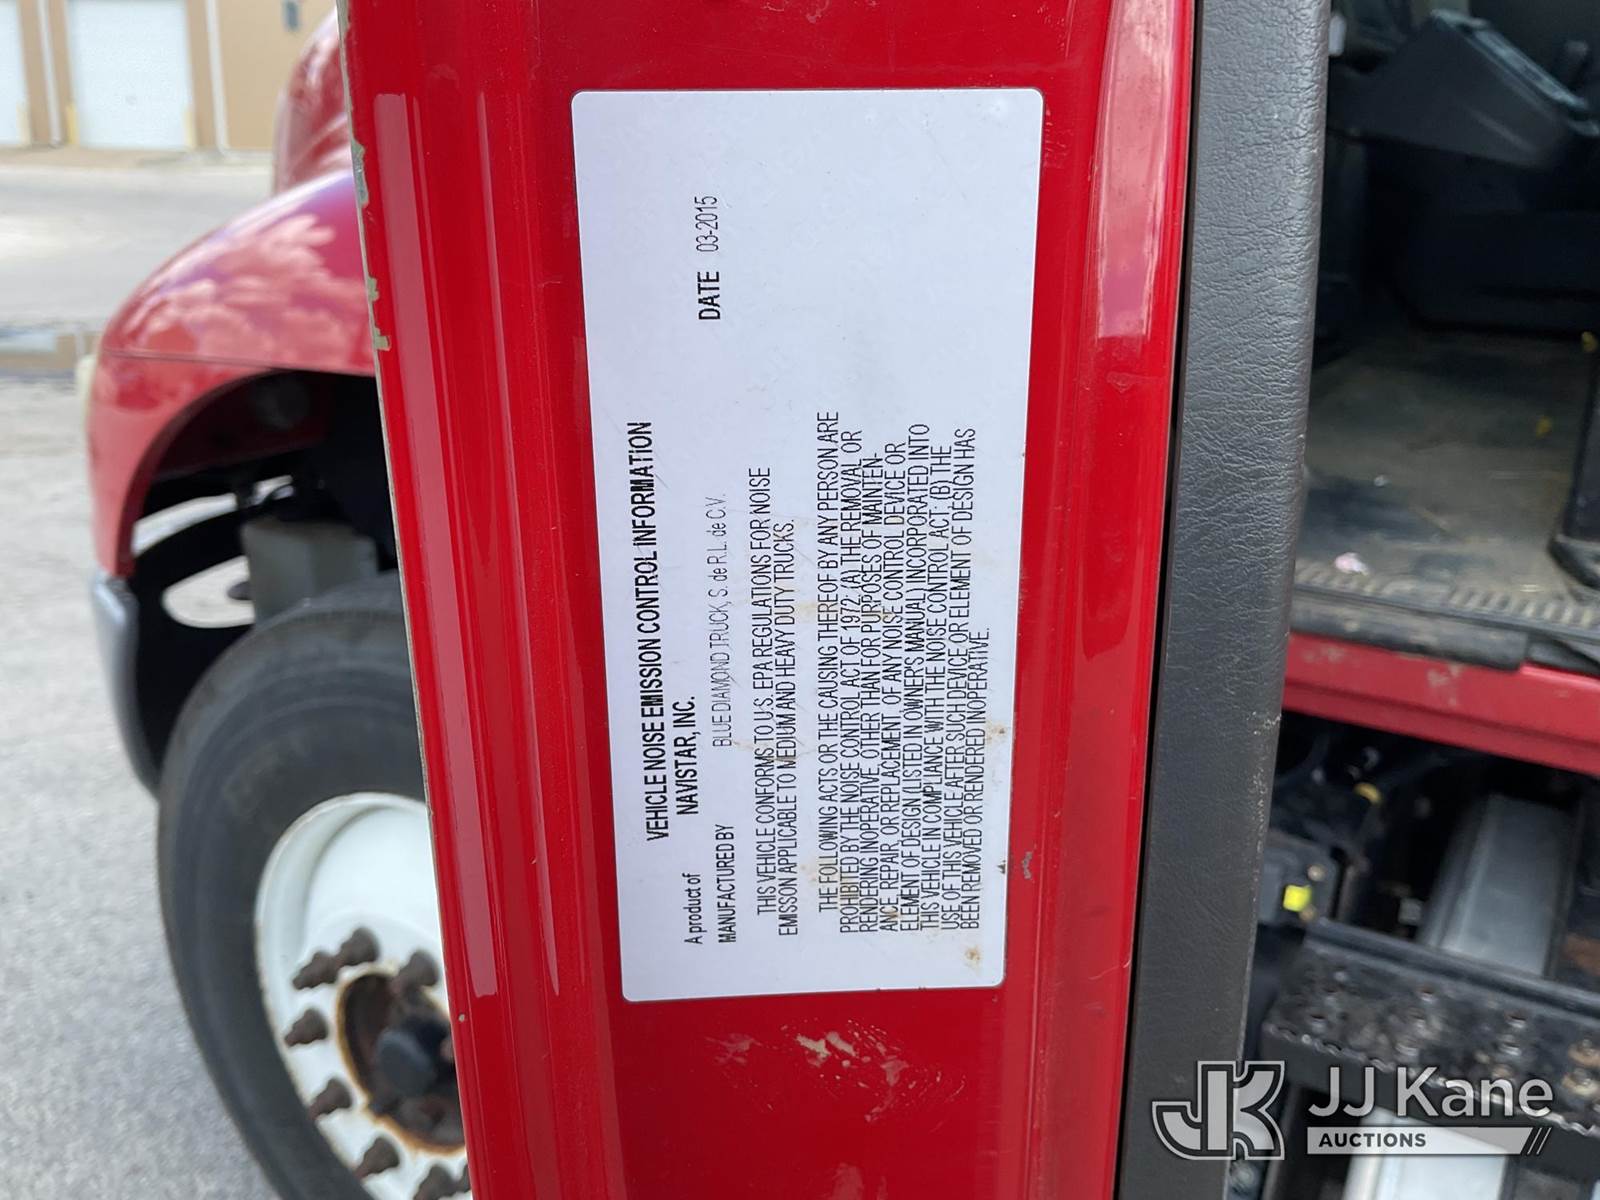 VEHICLE NOISE EMISSION CONTROL INFORMATION
A product of NAVISTAR, INC.
MANUFACTURED BY BLUE DIAMOND TRUCK, S. de R.L. de C.V. DATE 03-2015
THIS VEHICLE CONFORMS TO U.S. EPA REGULATIONS FOR NOISE
EMISSON APPLICABLE TO MEDIUM AND HEAVY DUTY TRUCKS.
THE FOLLOWING ACTS OR THE CAUSING THEREOF BY ANY PERSON ARE
PROHIBITED BY THE NOISE CONTROL ACT OF 1972: (A) THE REMOVAL OR
RENDERING INOPERATIVE, OTHER THAN FOR PURPOSES OF MAINTEN-
ANCE, REPAIR, OR REPLACEMENT, OF ANY NOISE CONTROL DEVICE OR
ELEMENT OF DESIGN (LISTED IN OWNER'S MANUAL) INCORPORATED INTO
THIS VEHICLE IN COMPLIANCE WITH THE NOISE CONTROL ACT, (B) THE
USE OF THIS VEHICLE AFTER SUCH DEVICE OR ELEMENT OF DESIGN HAS
BEEN REMOVED OR RENDERED INOPERATIVE.
JK JJ Kane
AUCTIONS